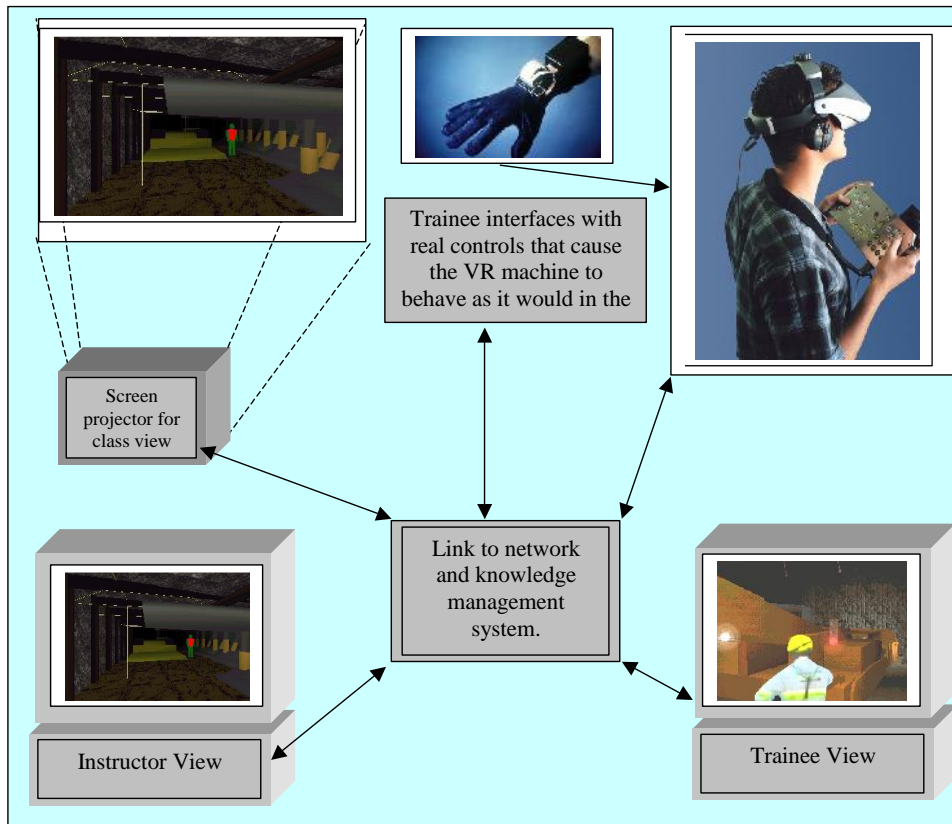 Trainee interfaces with
real controls that cause
the VR machine to
behave as it would in the
Screen
projector for
class view
Link to network
and knowledge
management
system.
Instructor View
Trainee View